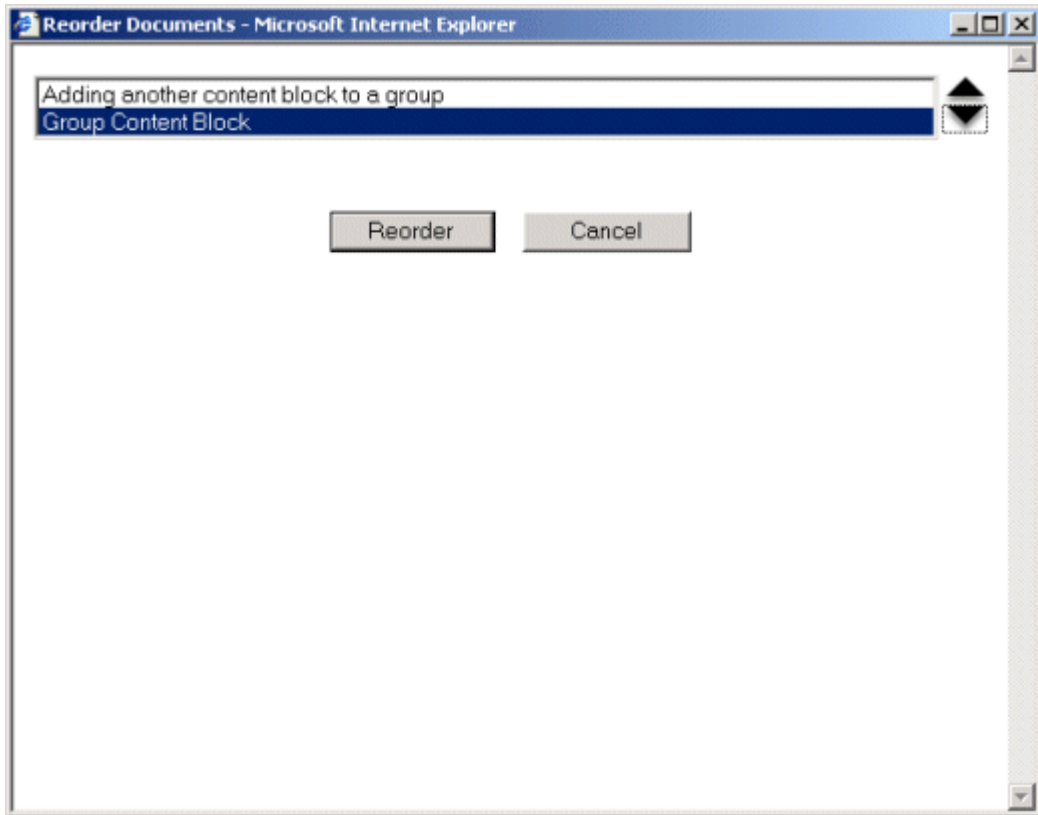 Reorder Documents - Microsoft Internet Explorer
Adding another content block to a group
Group Content Block
Reorder Cancel